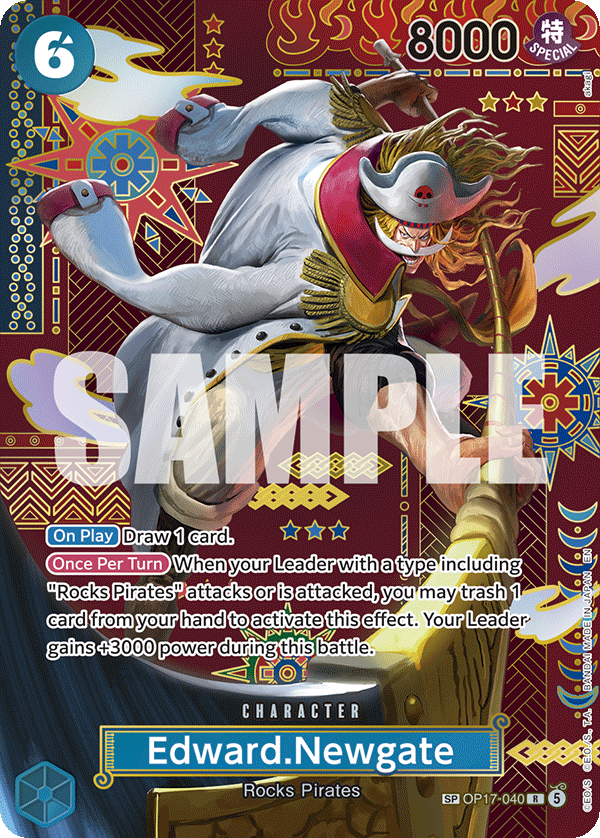 6
8000
特
SPECIAL
akagi
SAMPLE
On Play Draw 1 card.
Once Per Turn When your Leader with a type including
"Rocks Pirates" attacks or is attacked, you may trash 1
card from your hand to activate this effect. Your Leader
gains +3000 power during this battle.
CHARACTER
Edward.Newgate
Rocks Pirates
SP OP17-040 R 5
©EO/S ©E.O./S., T.A. BANDAI MADE IN JAPAN EN